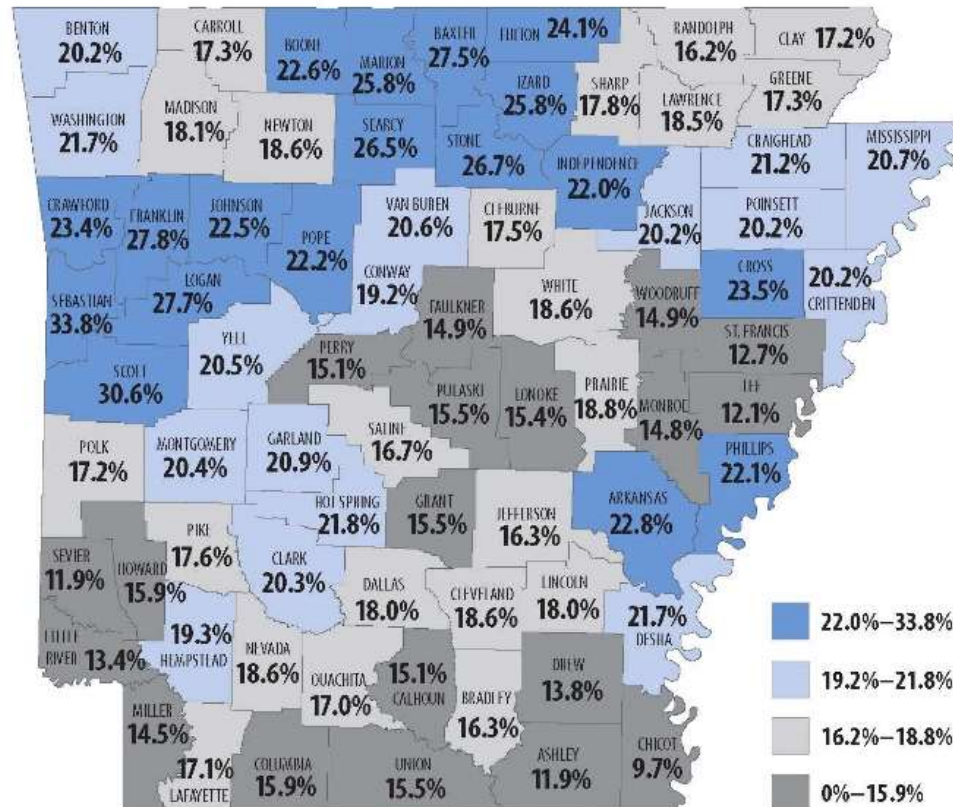 BENTON
20.2%
CARROLL
17.3%
BOONE
22.6%
MARION
25.8%
BAXTER
27.5%
FULTON
24.1%
RANDOLPH
16.2%
CLAY 17.2%
WASHINGTON
21.7%
MADISON
18.1%
NEWTON
18.6%
SEARCY
26.5%
STONE
26.7%
IZARD
25.8%
SHARP
17.8%
LAWRENCE
18.5%
GREENE
17.3%
INDEPENDENCE
22.0%
CRAIGHEAD
21.2%
MISSISSIPPI
20.7%
CRAWFORD
23.4%
FRANKLIN
27.8%
JOHNSON
22.5%
POPE
22.2%
VAN BUREN
20.6%
CLEBURNE
17.5%
JACKSON
20.2%
POINSETT
20.2%
SEBASTIAN
33.8%
LOGAN
27.7%
CONWAY
19.2%
FAULKNER
14.9%
WHITE
18.6%
WOODRUFF
14.9%
CROSS
23.5%
20.2%
CRITTENDEN
SCOTT
30.6%
YELL
20.5%
PERRY
15.1%
PULASKI
15.5%
LONOKE
15.4%
PRAIRIE
18.8%
MONROE
14.8%
ST. FRANCIS
12.7%
LEE
12.1%
POLK
17.2%
MONTGOMERY
20.4%
GARLAND
20.9%
SALINE
16.7%
PHILLIPS
22.1%
HOT SPRING
21.8%
GRANT
15.5%
JEFFERSON
16.3%
ARKANSAS
22.8%
SEVIER
11.9%
HOWARD
15.9%
PIKE
17.6%
CLARK
20.3%
DALLAS
18.0%
CLEVELAND
18.6%
LINCOLN
18.0%
21.7%
DESHA
LITTLE
RIVER 13.4%
19.3%
HEMPSTEAD
NEVADA
18.6%
OUACHITA
17.0%
15.1%
CALHOUN
BRADLEY
16.3%
DREW
13.8%
MILLER
14.5%
17.1%
LAFAYETTE
COLUMBIA
15.9%
UNION
15.5%
ASHLEY
11.9%
CHICOT
9.7%
22.0%–33.8%
19.2%–21.8%
16.2%–18.8%
0%–15.9%